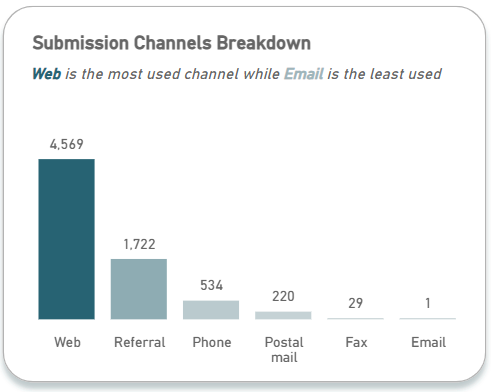 Submission Channels Breakdown
Web is the most used channel while Email is the least used
4,569
1,722
534
220
29
1
Web
Referral
Phone
Postal
mail
Fax
Email